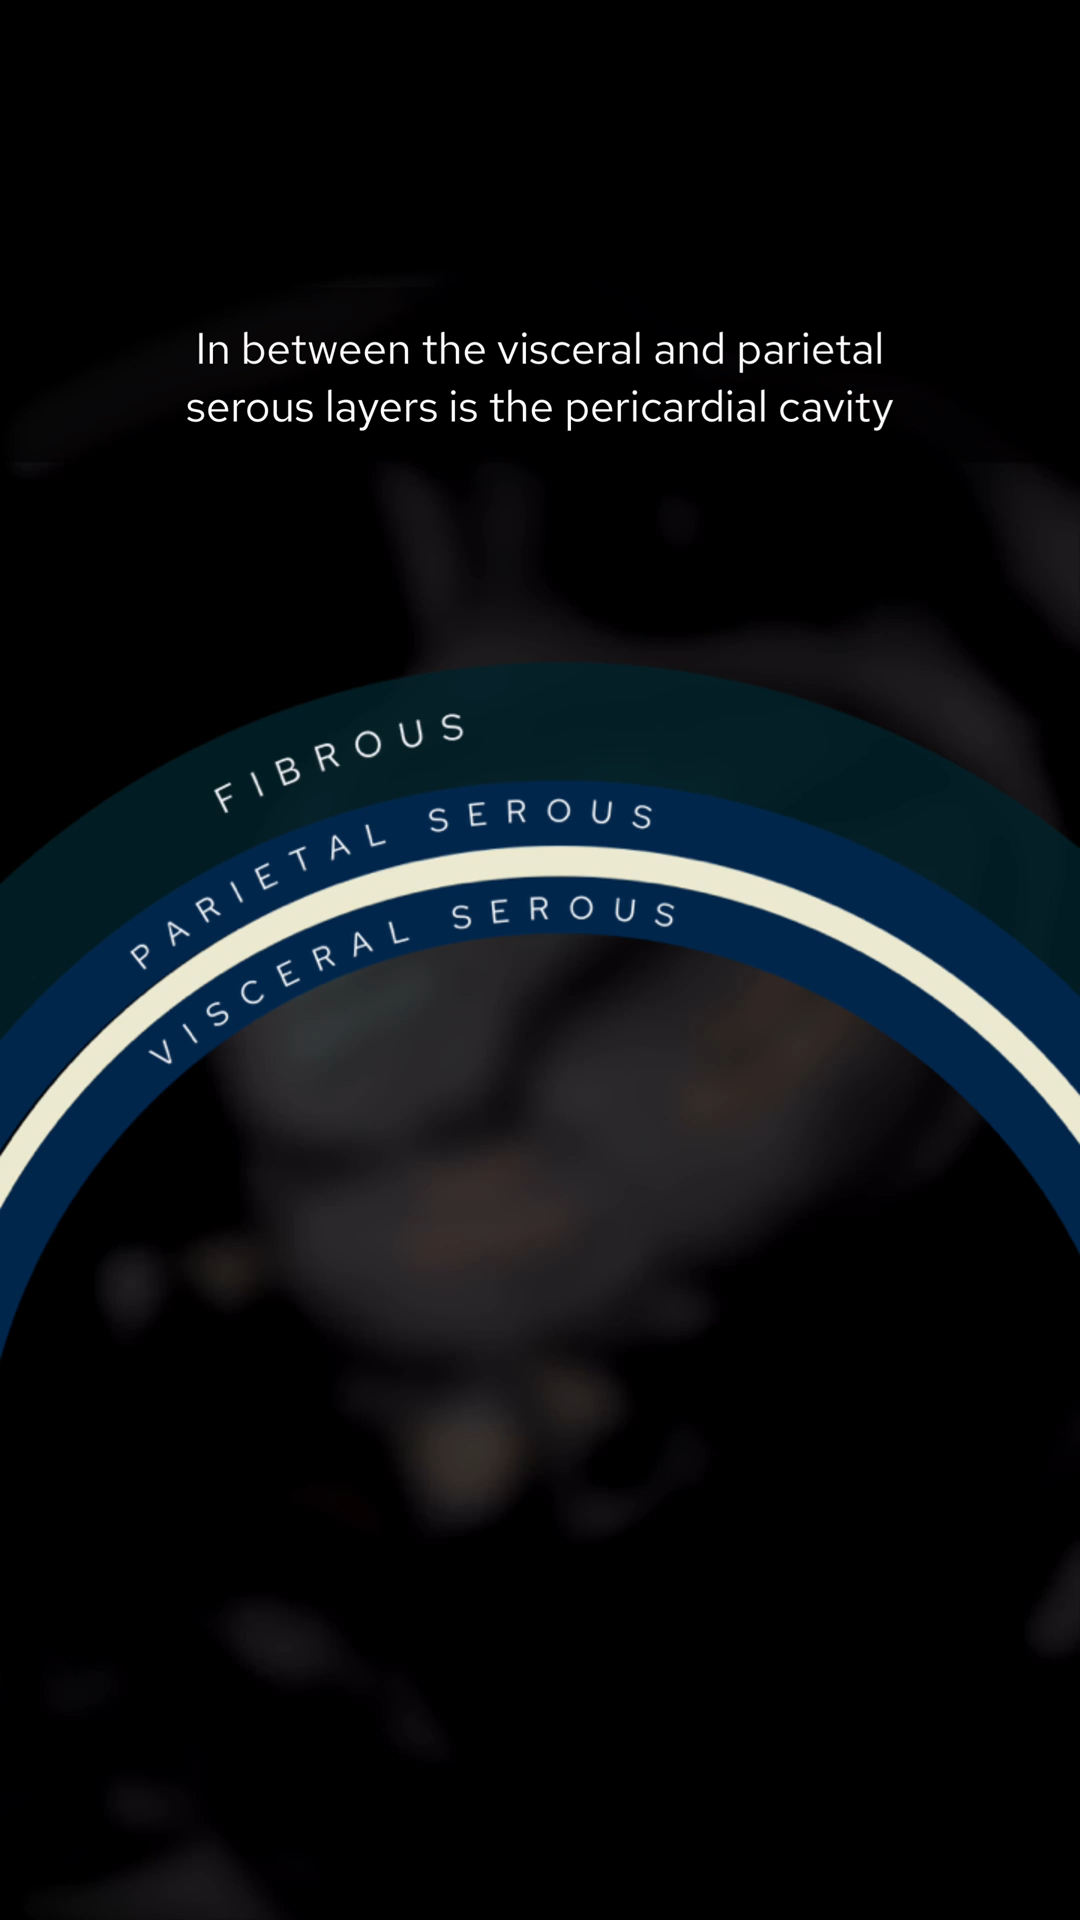 In between the visceral and parietal
serous layers is the pericardial cavity
FIBROUS
PARIETAL SEROUS
VISCERAL SEROUS